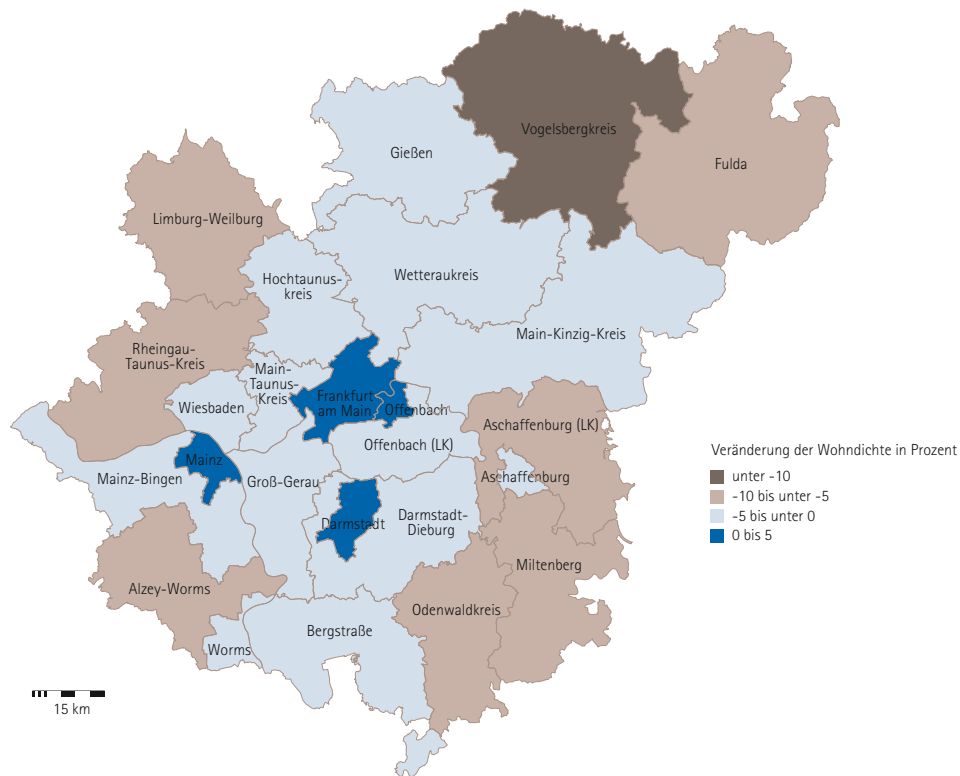 Vogelsbergkreis
Gießen
Fulda
Limburg-Weilburg
Hochtaunus-
kreis
Wetteraukreis
Main-Kinzig-Kreis
Rheingau-
Taunus-Kreis
Main-
Taunus-
Kreis
Wiesbaden
Frankfurt
am Main
Offenbach
Aschaffenburg (LK)
Offenbach (LK)
Mainz
Mainz-Bingen
Groß-Gerau
Aschaffenburg
Darmstadt
Darmstadt-
Dieburg
Miltenberg
Alzey-Worms
Odenwaldkreis
Bergstraße
Worms
Veränderung der Wohndichte in Prozent
unter -10
-10 bis unter -5
-5 bis unter 0
0 bis 5
15 km